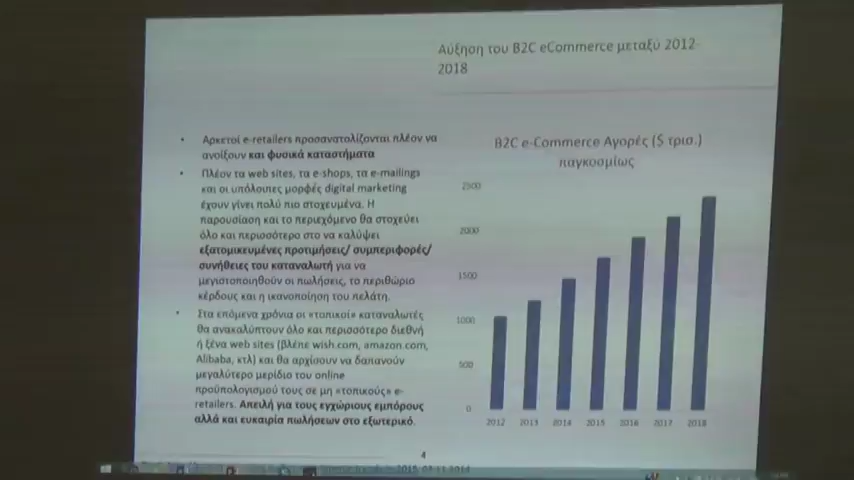 Αύξηση του B2C eCommerce μεταξύ 2012-
2018
• Αρκετοί e-retailers προσανατολίζονται πλέον να
ανοίξουν και φυσικά καταστήματα
• Πλέον τα web sites, τα e-shops, τα e-mailings
και οι υπόλοιπες μορφές digital marketing
έχουν γίνει πολύ πιο στοχευμένα. Η
παρουσίαση και το περιεχόμενο θα στοχεύει
όλο και περισσότερο στο να καλύψει
εξατομικευμένες προτιμήσεις/ συμπεριφορές/
συνήθειες του καταναλωτή για να
μεγιστοποιηθούν οι πωλήσεις, το περιθώριο
κέρδους και η ικανοποίηση του πελάτη.
• Στα επόμενα χρόνια οι «τοπικοί» καταναλωτές
θα ανακαλύπτουν όλο και περισσότερο διεθνή
ή ξένα web sites (βλέπε wish.com, amazon.com,
Alibaba, κτλ) και θα αρχίσουν να δαπανούν
μεγαλύτερο μερίδιο του online
προϋπολογισμού τους σε μη «τοπικούς» e-
retailers. Απειλή για τους εγχώριους εμπόρους
αλλά και ευκαιρία πωλήσεων στο εξωτερικό.
B2C e-Commerce Αγορές ($ τρισ.)
παγκοσμίως
2500
2000
1500
1000
500
0
2012 2013 2014 2015 2016 2017 2018
4